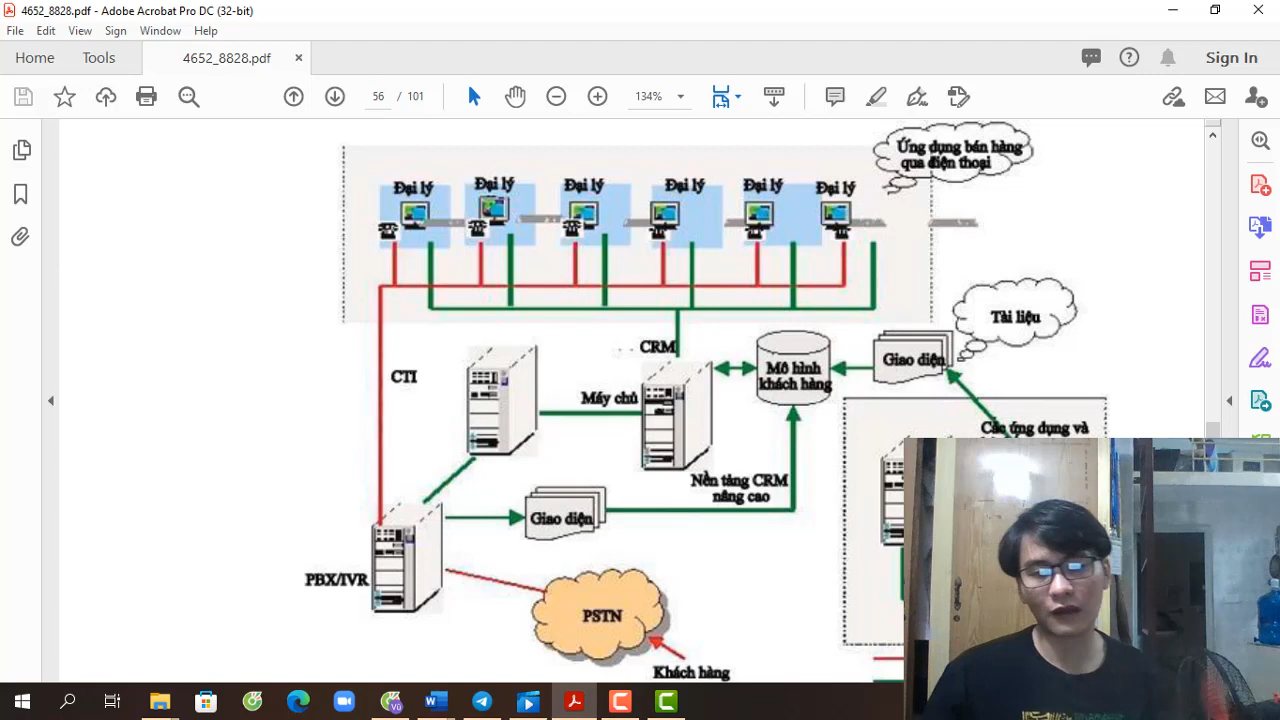 4652_8828.pdf - Adobe Acrobat Pro DC (32-bit)
File Edit View Sign Window Help
Home Tools 4652_8828.pdf × Sign In
56 / 101 134%
Ứng dụng bán hàng
qua điện thoại
Đại lý Đại lý Đại lý Đại lý Đại lý Đại lý
Tài liệu
CRM
Giao diện
Mô hình
khách hàng
CTI
Máy chủ
Các ứng dụng và
Nền tảng CRM
nâng cao
Giao diện
PBX/IVR
PSTN
Khách hàng